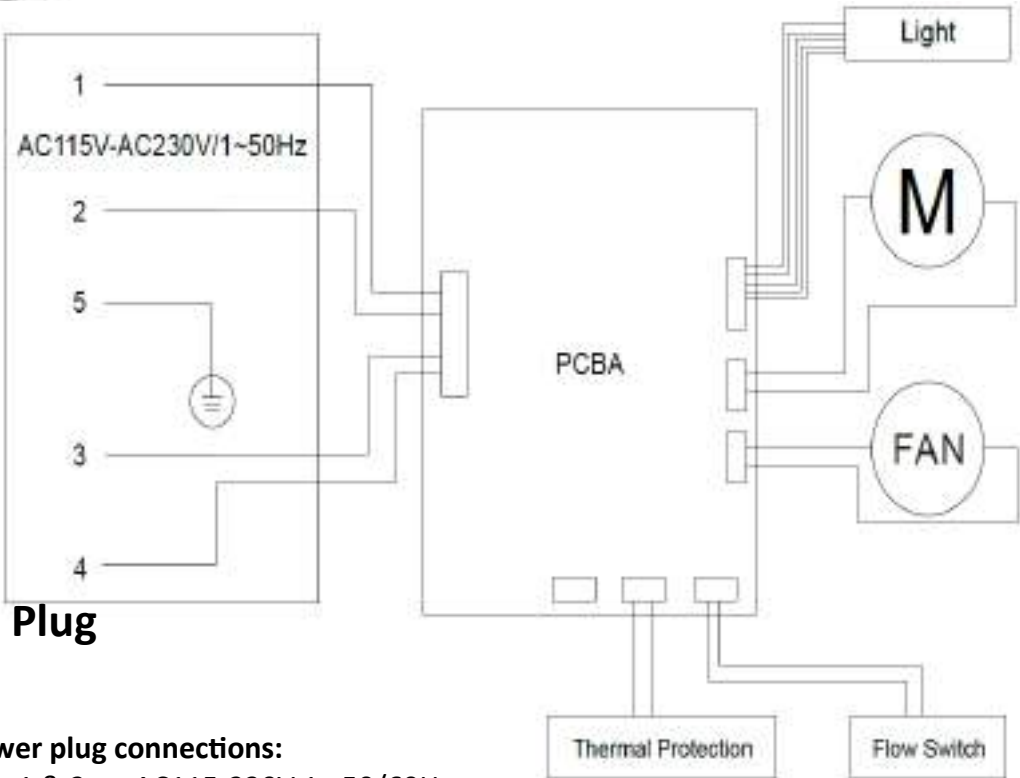 1
Light
AC115V-AC230V/1~50Hz
M
2
5
PCBA
FAN
3
4
Plug
Thermal Protection
Flow Switch
plug connections: